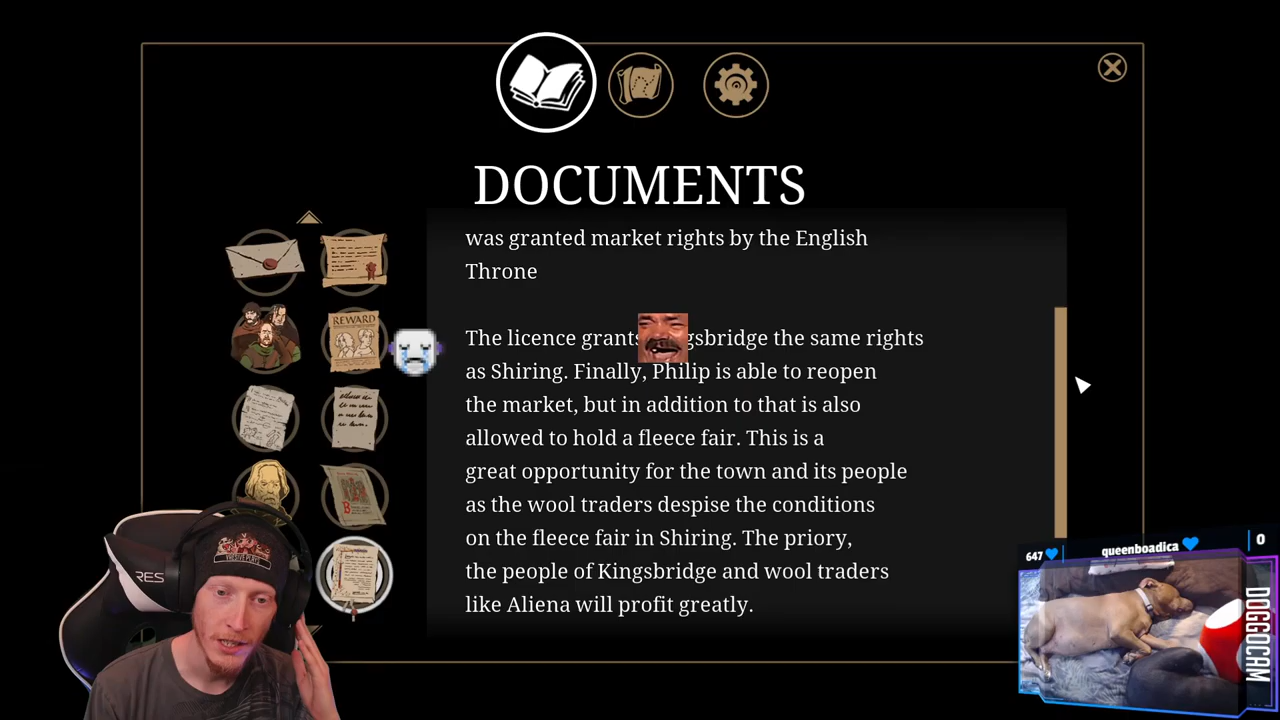 DOCUMENTS
was granted market rights by the English
Throne
The licence grants gsbridge the same rights
as Shiring. Finally, Philip is able to reopen
the market, but in addition to that is also
allowed to hold a fleece fair. This is a
great opportunity for the town and its people
as the wool traders despise the conditions
on the fleece fair in Shiring. The priory,
the people of Kingsbridge and wool traders
like Aliena will profit greatly.
REWARD
RES
647
queenboadica
0
DOGGOCAM